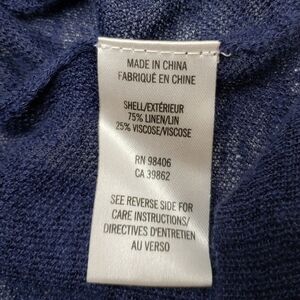 MADE IN CHINA
FABRIQUÉ EN CHINE
SHELL/EXTÉRIEUR
75% LINEN/LIN
25% VISCOSE/VISCOSE
RN 98406
CA 39862
SEE REVERSE SIDE FOR
CARE INSTRUCTIONS/
DIRECTIVES D'ENTRETIEN
AU VERSO